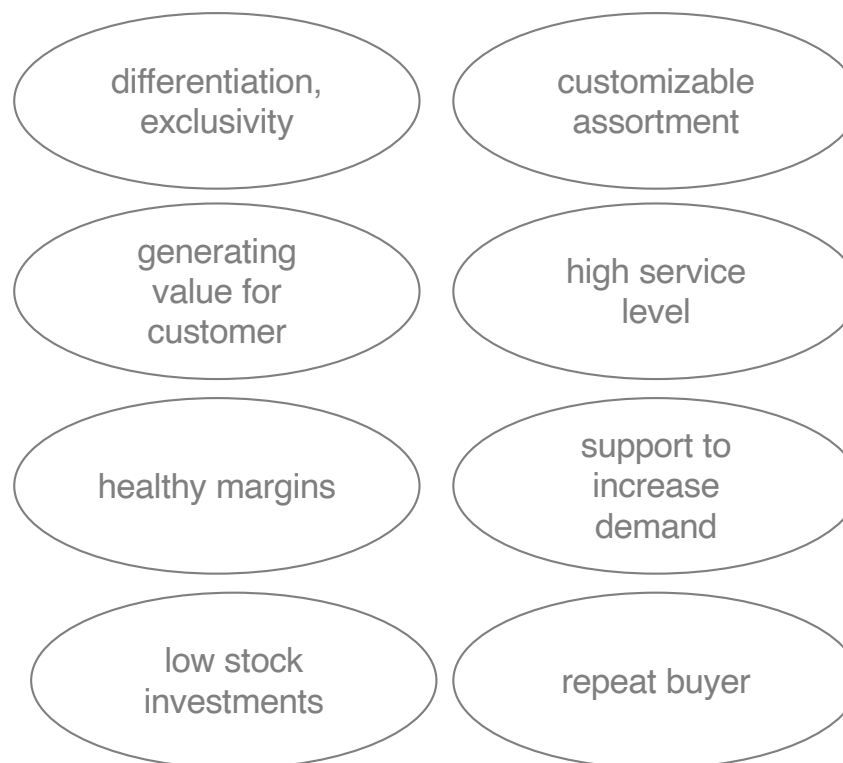 differentiation,
exclusivity
customizable
assortment
generating
value for
customer
high service
level
healthy margins
support to
increase
demand
low stock
investments
repeat buyer